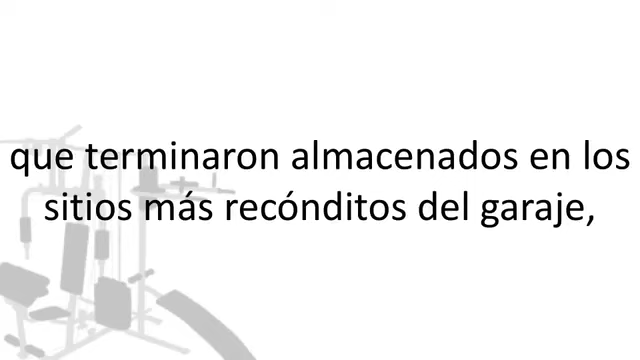 que terminaron almacenados en los
sitios más recónditos del garaje,